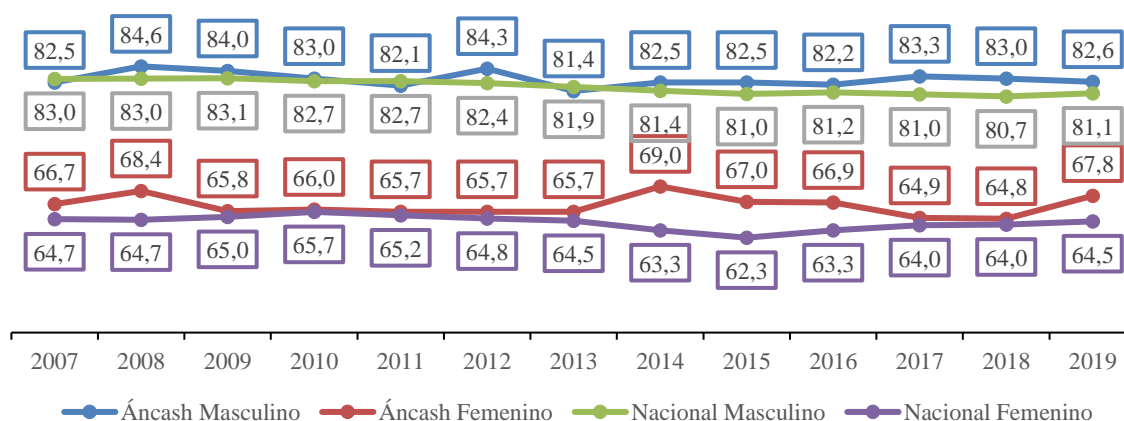 82,5 84,6 84,0 83,0 82,1 84,3 81,4 82,5 82,5 82,2 83,3 83,0 82,6
83,0 83,0 83,1 82,7 82,7 82,4 81,9 81,4 81,0 81,2 81,0 80,7 81,1
66,7 68,4 65,8 66,0 65,7 65,7 65,7 69,0 67,0 66,9 64,9 64,8 67,8
64,7 64,7 65,0 65,7 65,2 64,8 64,5 63,3 62,3 63,3 64,0 64,0 64,5
2007 2008 2009 2010 2011 2012 2013 2014 2015 2016 2017 2018 2019
Áncash Masculino Áncash Femenino Nacional Masculino Nacional Femenino